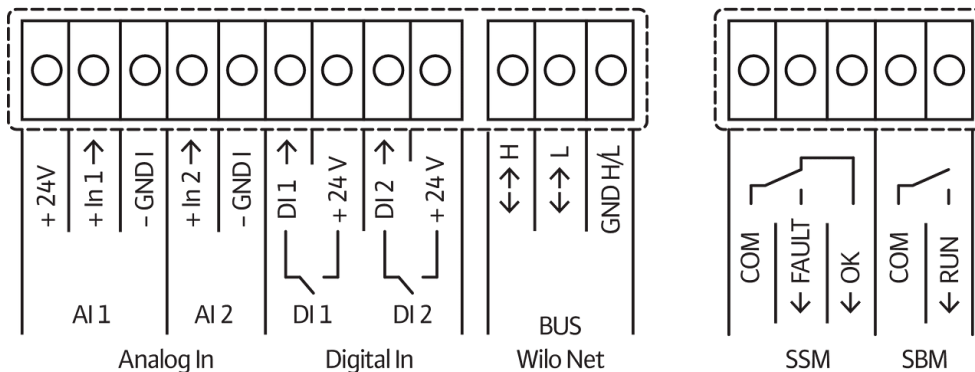 + 24V
+ In 1 →
- GND I
+ In 2 →
- GND I
DI 1 →
+ 24 V
DI 2 →
+ 24 V
↔ H
↔ L
GND H/L
COM
← FAULT
← OK
COM
← RUN
AI 1
AI 2
DI 1
DI 2
BUS
Analog In
Digital In
Wilo Net
SSM
SBM